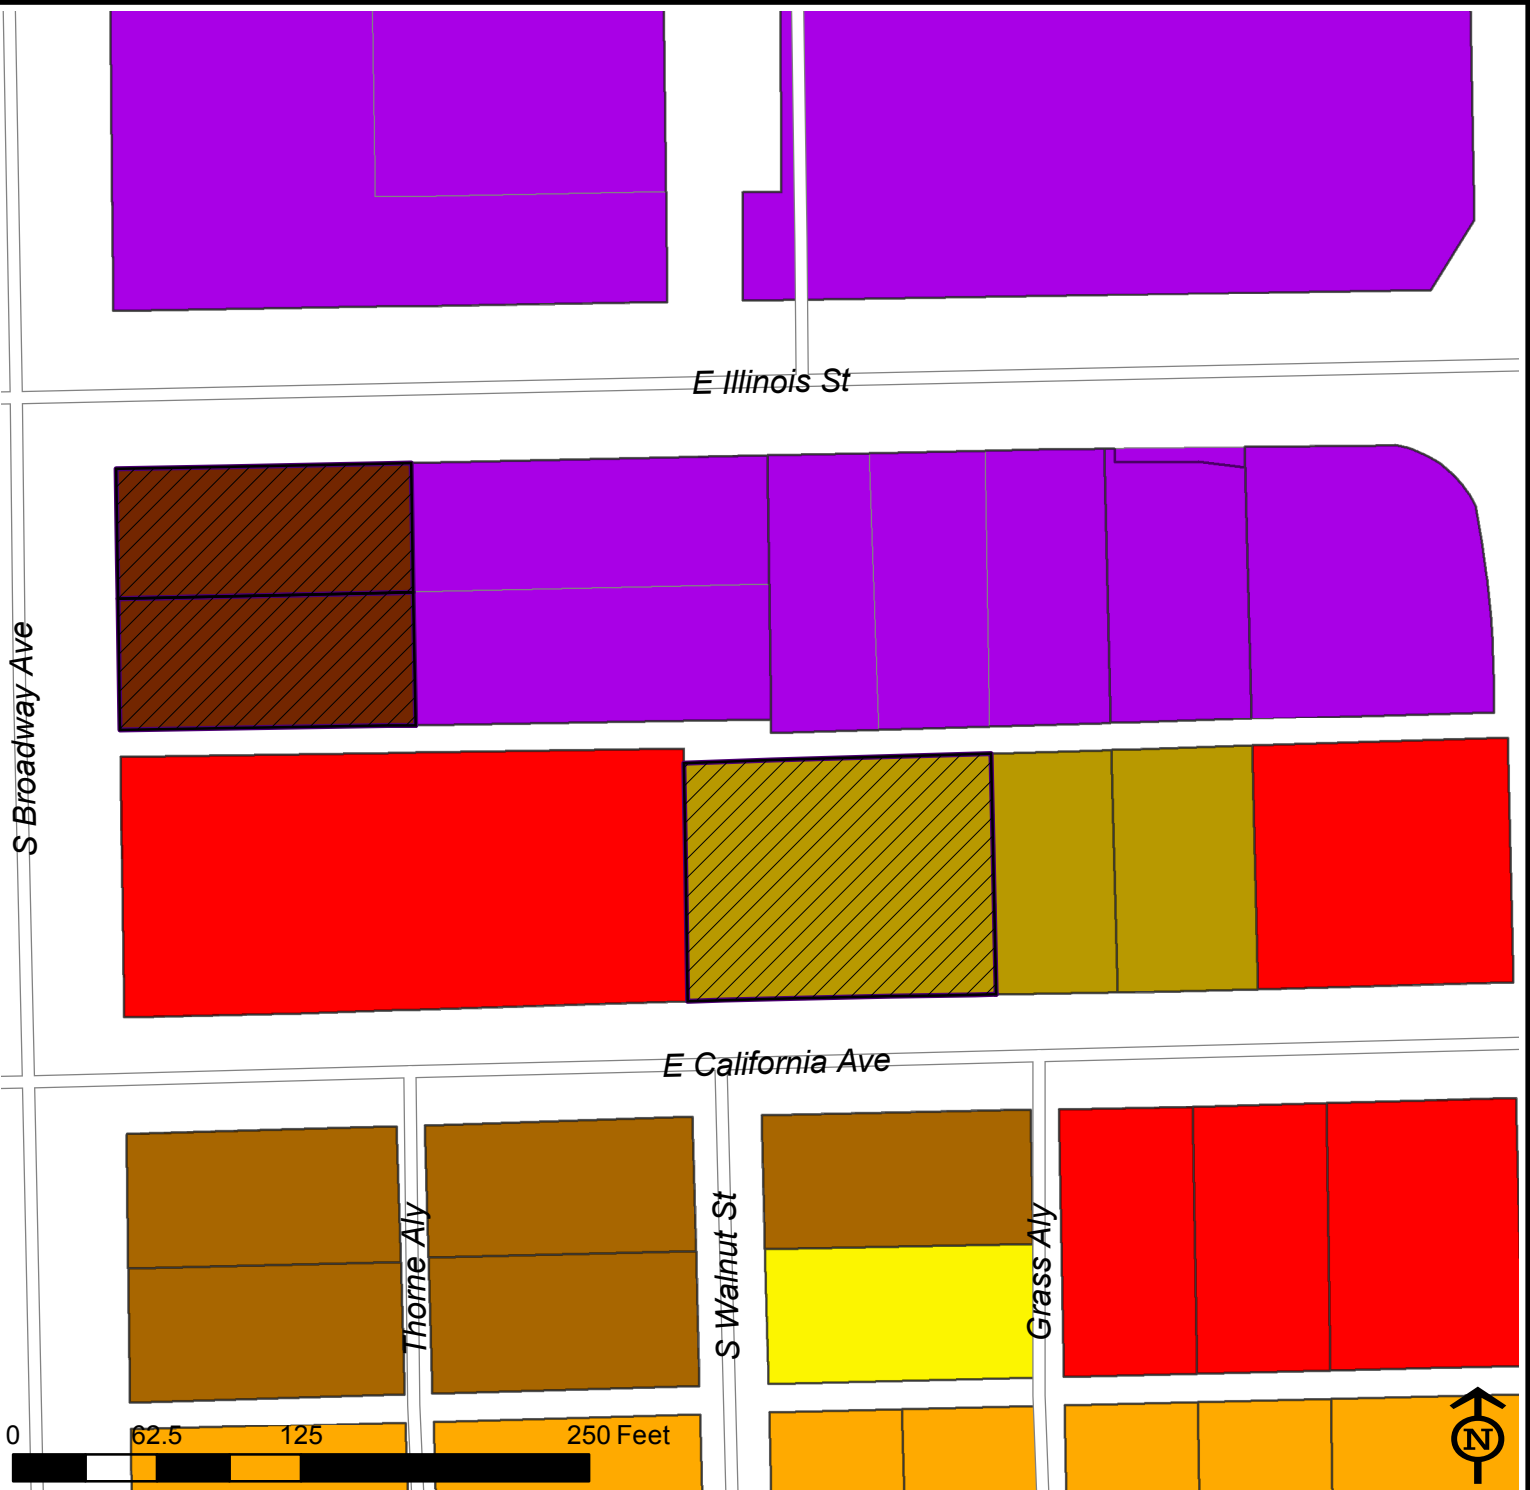 E Illinois St
S Broadway Ave
E California Ave
Thorne Aly
S Walnut St
Grass Aly
0 62.5 125 250 Feet
N